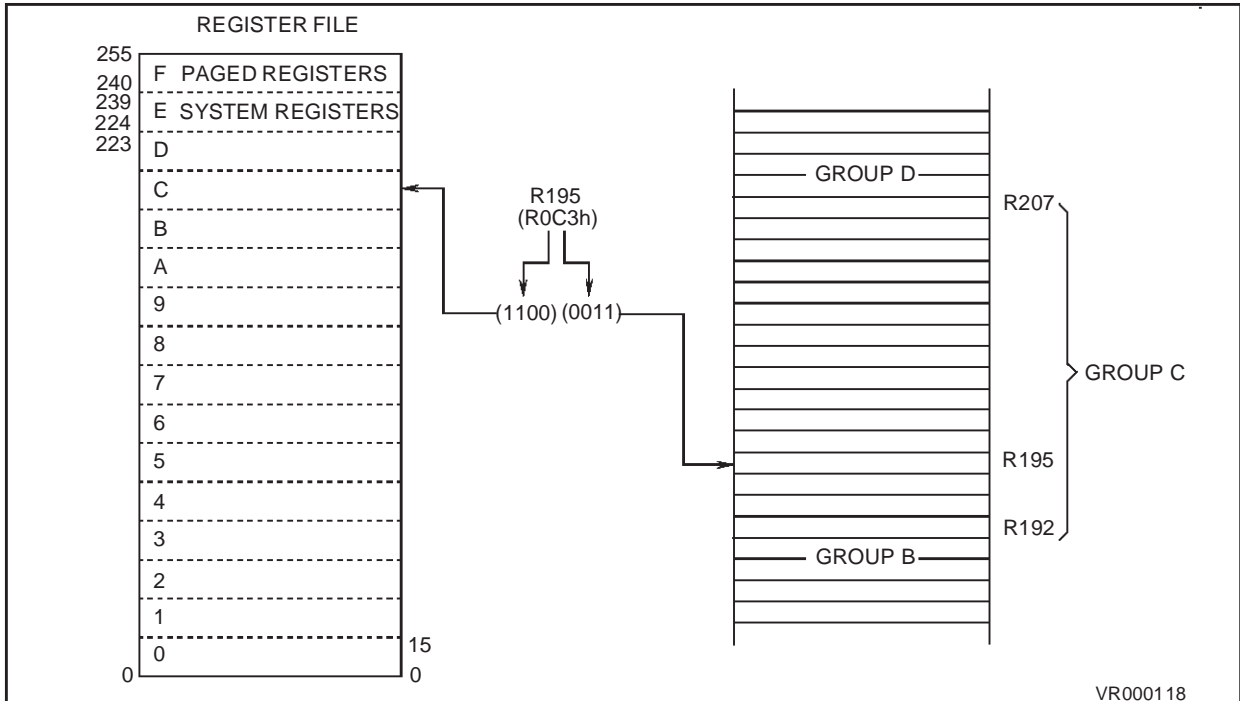 REGISTER FILE
255
240
239
224
223
F PAGED REGISTERS
E SYSTEM REGISTERS
D
C
B
A
9
8
7
6
5
4
3
2
1
0
15
0
0
R195
(R0C3h)
(1100) (0011)
GROUP D
R207
GROUP C
R195
R192
GROUP B
VR000118